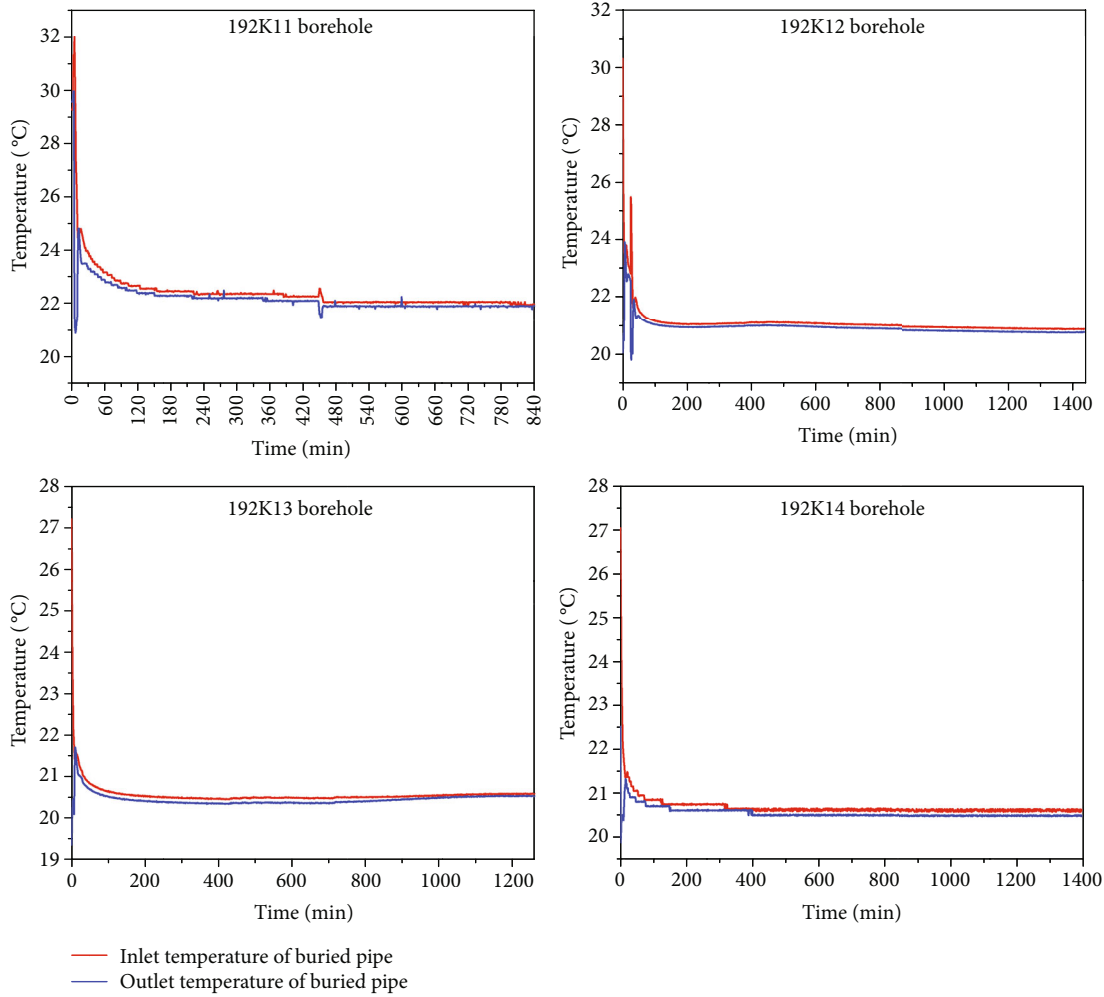 192K11 borehole
32
30
28
26
24
22
20
Temperature ( °C)
0
60
120
180
240
300
360
420
480
540
600
660
720
780
840
Time (min)
192K12 borehole
32
30
28
26
24
21
20
Temperature ( °C)
0 200 400 600 800 1000 1200 1400
Time (min)
192K13 borehole
28
27
26
25
24
23
22
21
20
19
Temperature ( °C)
0 200 400 600 800 1000 1200
Time (min)
192K14 borehole
28
27
26
25
24
23
22
21
20
Temperature ( °C)
0 200 400 600 800 1000 1200 1400
Time (min)
Inlet temperature of buried pipe
Outlet temperature of buried pipe